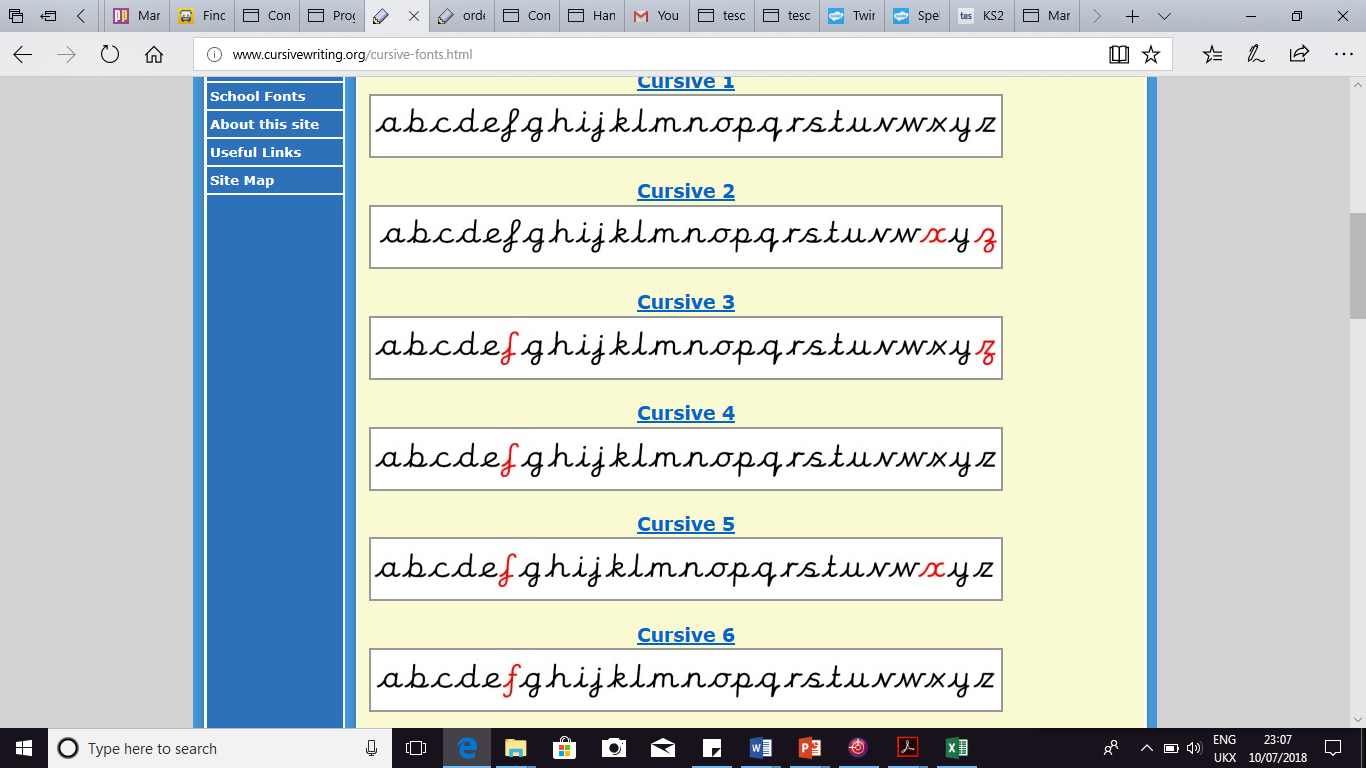 Mar
Finc
Con
Prog
orde
Con
Han
You
tesc
tesc
Twir
Spel
tes KS2
Mar
www.cursivewriting.org/cursive-fonts.html
School Fonts
About this site
Useful Links
Site Map
Cursive 1
abcdefghijklmnopqrstuvwxyz
Cursive 2
abcdefghijklmnopqrstuvwxyz
Cursive 3
abcdefghijklmnopqrstuvwxyz
Cursive 4
abcdefghijklmnopqrstuvwxyz
Cursive 5
abcdefghijklmnopqrstuvwxyz
Cursive 6
abcdefghijklmnopqrstuvwxyz
Type here to search
ENG
23:07
UKX
10/07/2018